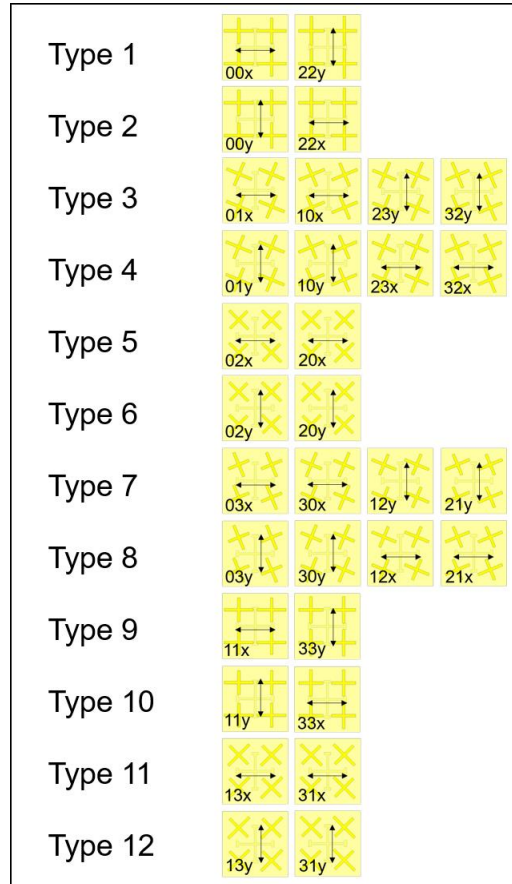 Type 1
00x 22y
Type 2
00y 22x
Type 3
01x 10x 23y 32y
Type 4
01y 10y 23x 32x
Type 5
02x 20x
Type 6
02y 20y
Type 7
03x 30x 12y 21y
Type 8
03y 30y 12x 21x
Type 9
11x 33y
Type 10
11y 33x
Type 11
13x 31x
Type 12
13y 31y